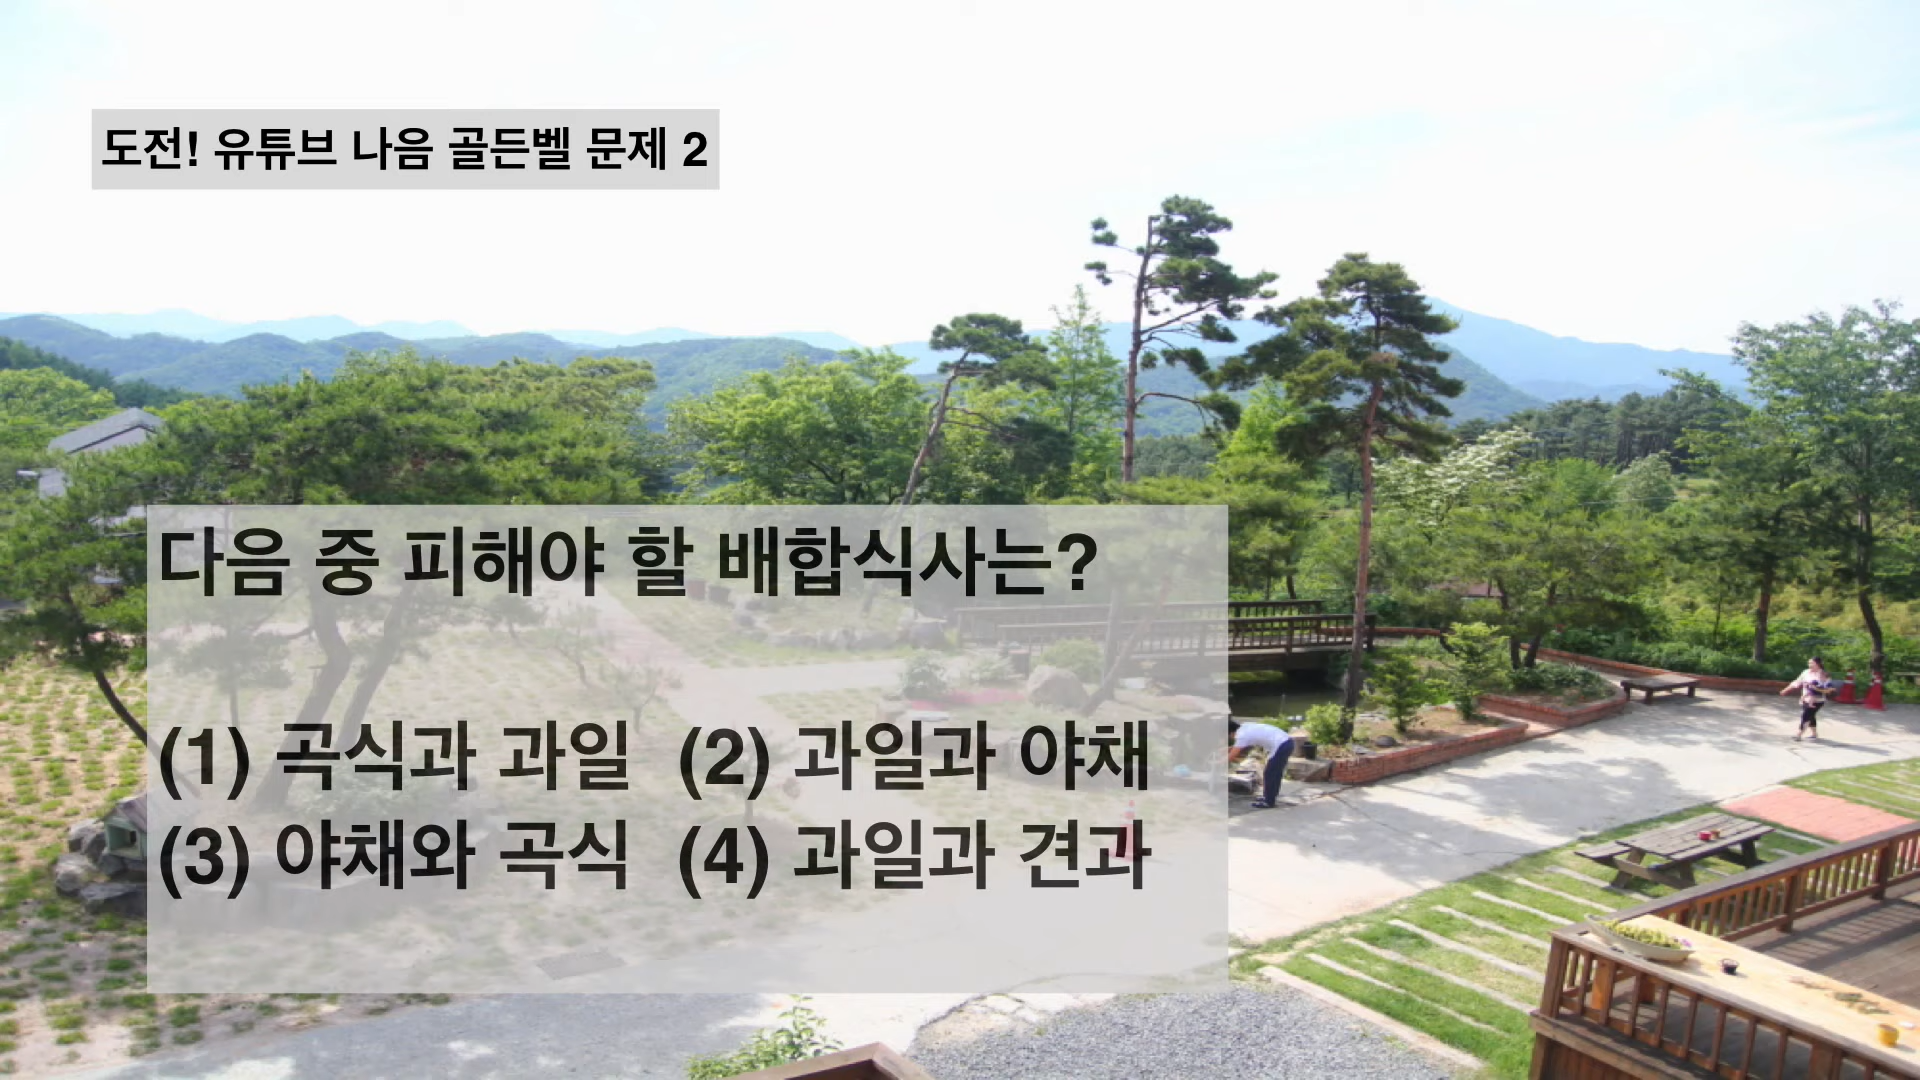 도전! 유튜브 나음 골든벨 문제 2
다음 중 피해야 할 배합식사는?
(1) 곡식과 과일 (2) 과일과 야채
(3) 야채와 곡식 (4) 과일과 견과